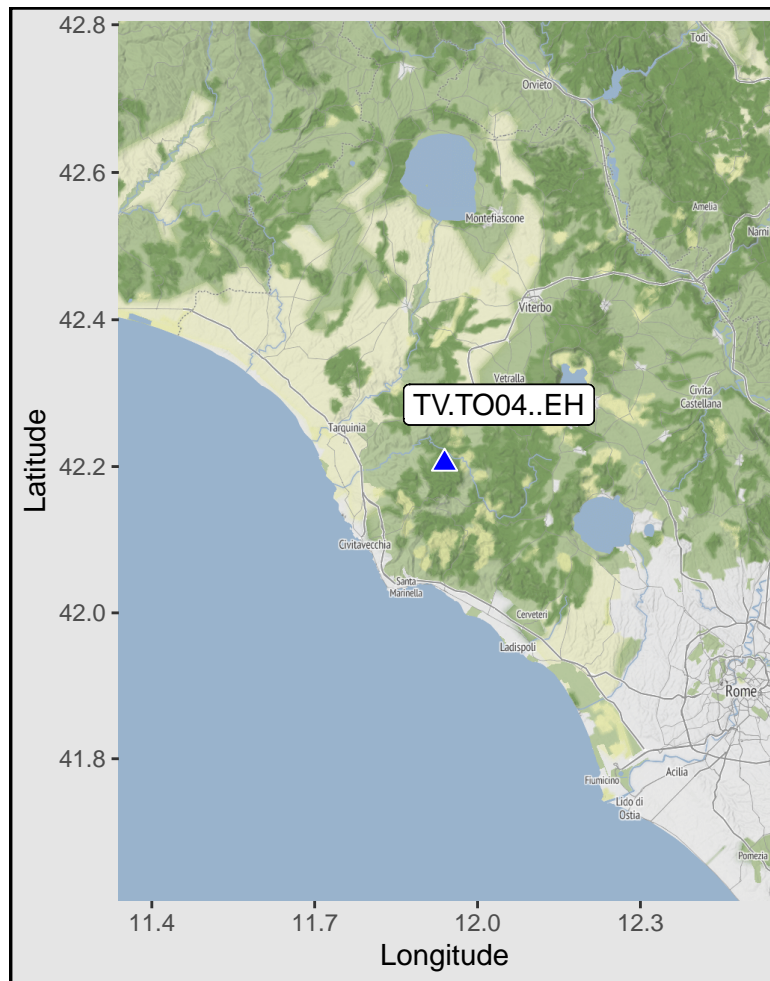 42.8
42.6
42.4
42.2
42.0
41.8
Latitude
Todi
Orvieto
Amelia
Narni
Montefiascone
Viterbo
Vetralla
Civita
Castellana
TV.TO04..EH
Tarquinia
Civitavecchia
Santa
Marinella
Cerveteri
Ladispoli
Rome
Fiumicino
Acilia
Lido di
Ostia
Pomezia
11.4
11.7
12.0
12.3
Longitude